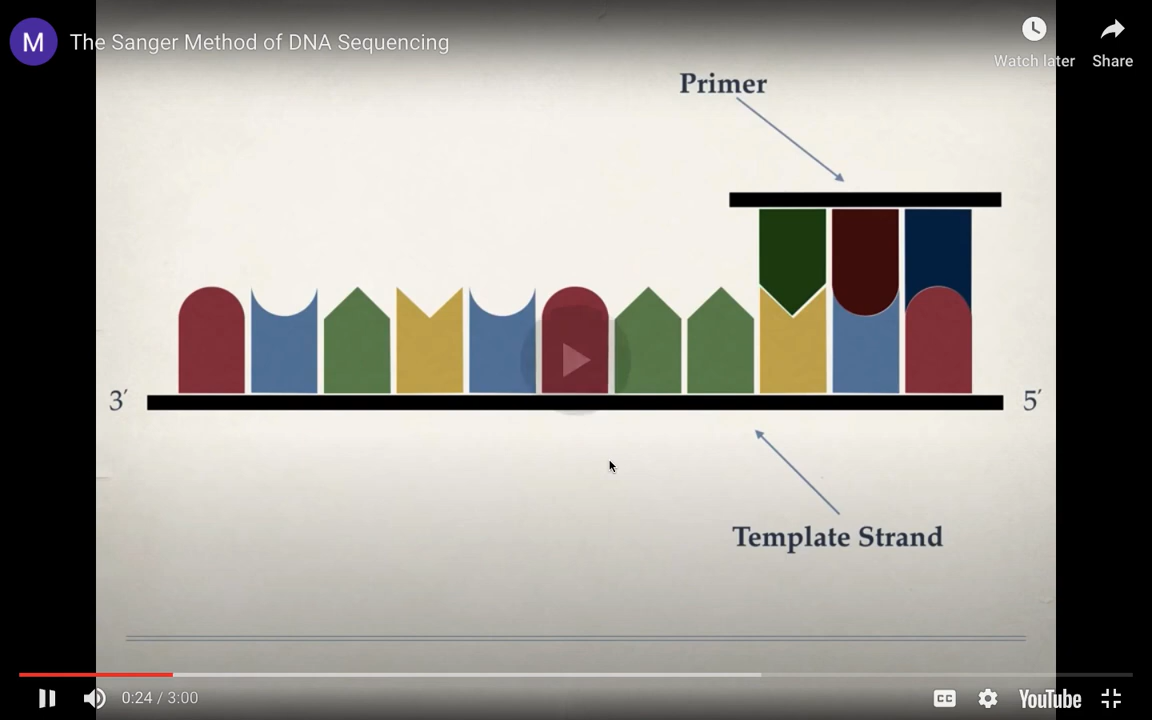 M
The Sanger Method of DNA Sequencing
Watch later
Share
Primer
3′
5′
Template Strand
0:24 / 3:00
CC
YouTube